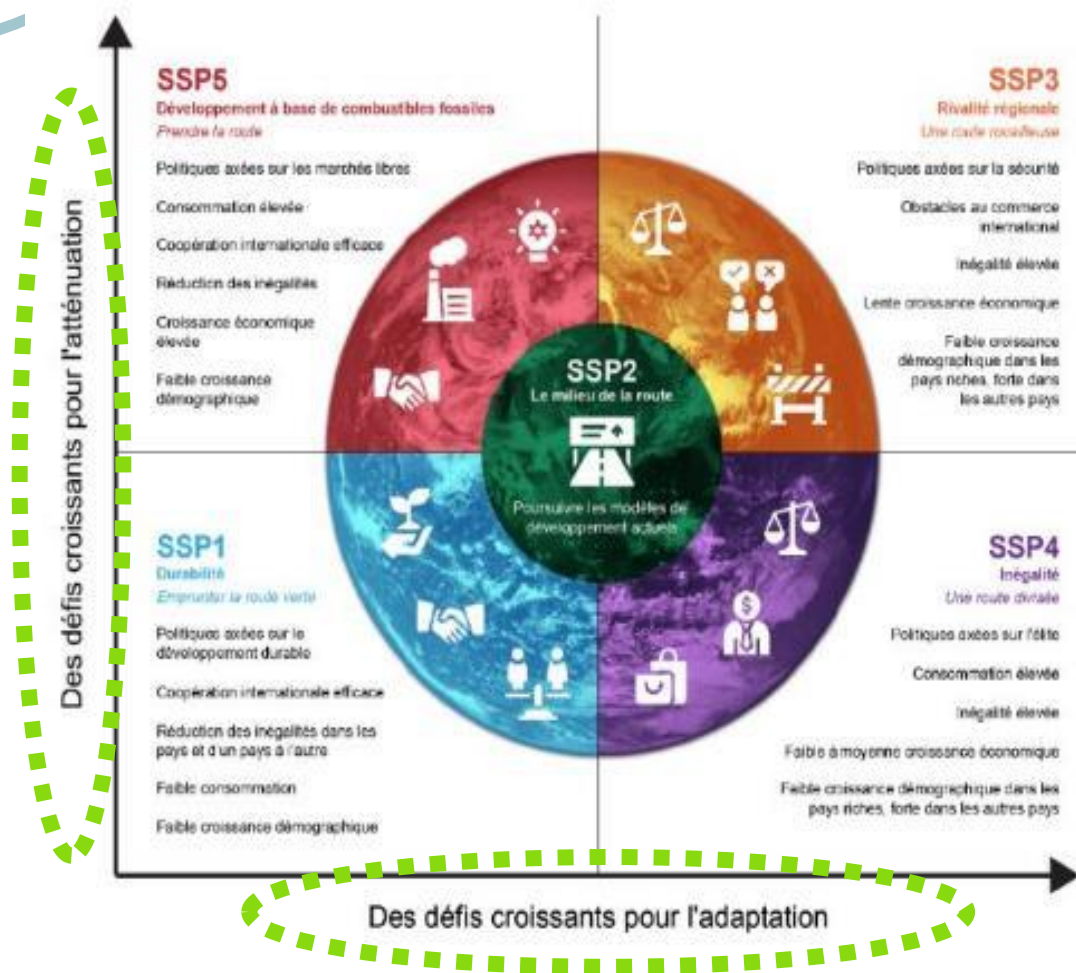 Des défis croissants pour l'atténuation
SSP5
Développement à base de combustibles fossiles
Prendre la route
Politiques axées sur les marchés libres
Consommation élevée
Coopération internationale efficace
Réduction des inégalités
Croissance économique
élevée
Faible croissance
démographique
SSP3
Rivalité régionale
Une route rocailleuse
Politiques axées sur la sécurité
Obstacles au commerce
international
Inégalité élevée
Lente croissance économique
Faible croissance
démographique dans les
pays riches, forte dans
les autres pays
SSP2
Le milieu de la route
Poursuivre les modèles de
développement actuels
SSP1
Durabilité
Emprunter la route verte
Politiques axées sur le
développement durable
Coopération internationale efficace
Réduction des inégalités dans les
pays et d'un pays à l'autre
Faible consommation
Faible croissance démographique
SSP4
Inégalité
Une route divisée
Politiques axées sur l'élite
Consommation élevée
Inégalité élevée
Faible à moyenne croissance économique
Faible croissance démographique dans les
pays riches, forte dans les autres pays
$
Des défis croissants pour l'adaptation